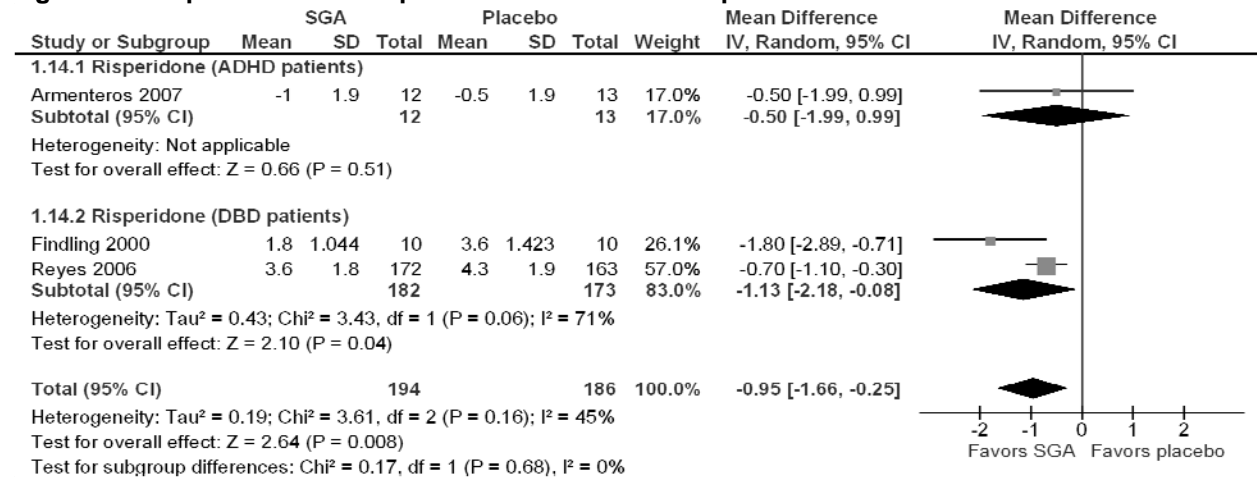 SGA Placebo Mean Difference Mean Difference
Study or Subgroup Mean SD Total Mean SD Total Weight IV, Random, 95% CI IV, Random, 95% CI
1.14.1 Risperidone (ADHD patients)
Armenteros 2007 -1 1.9 12 -0.5 1.9 13 17.0% -0.50 [-1.99, 0.99]
Subtotal (95% CI) 12 13 17.0% -0.50 [-1.99, 0.99]
Heterogeneity: Not applicable
Test for overall effect: Z = 0.66 (P = 0.51)
1.14.2 Risperidone (DBD patients)
Findling 2000 1.8 1.044 10 3.6 1.423 10 26.1% -1.80 [-2.89, -0.71]
Reyes 2006 3.6 1.8 172 4.3 1.9 163 57.0% -0.70 [-1.10, -0.30]
Subtotal (95% CI) 182 173 83.0% -1.13 [-2.18, -0.08]
Heterogeneity: Tau² = 0.43; Chi² = 3.43, df = 1 (P = 0.06); I² = 71%
Test for overall effect: Z = 2.10 (P = 0.04)
Total (95% CI) 194 186 100.0% -0.95 [-1.66, -0.25]
Heterogeneity: Tau² = 0.19; Chi² = 3.61, df = 2 (P = 0.16); I² = 45%
Test for overall effect: Z = 2.64 (P = 0.008)
Test for subgroup differences: Chi² = 0.17, df = 1 (P = 0.68), I² = 0%
-2 -1 0 1 2
Favors SGA Favors placebo